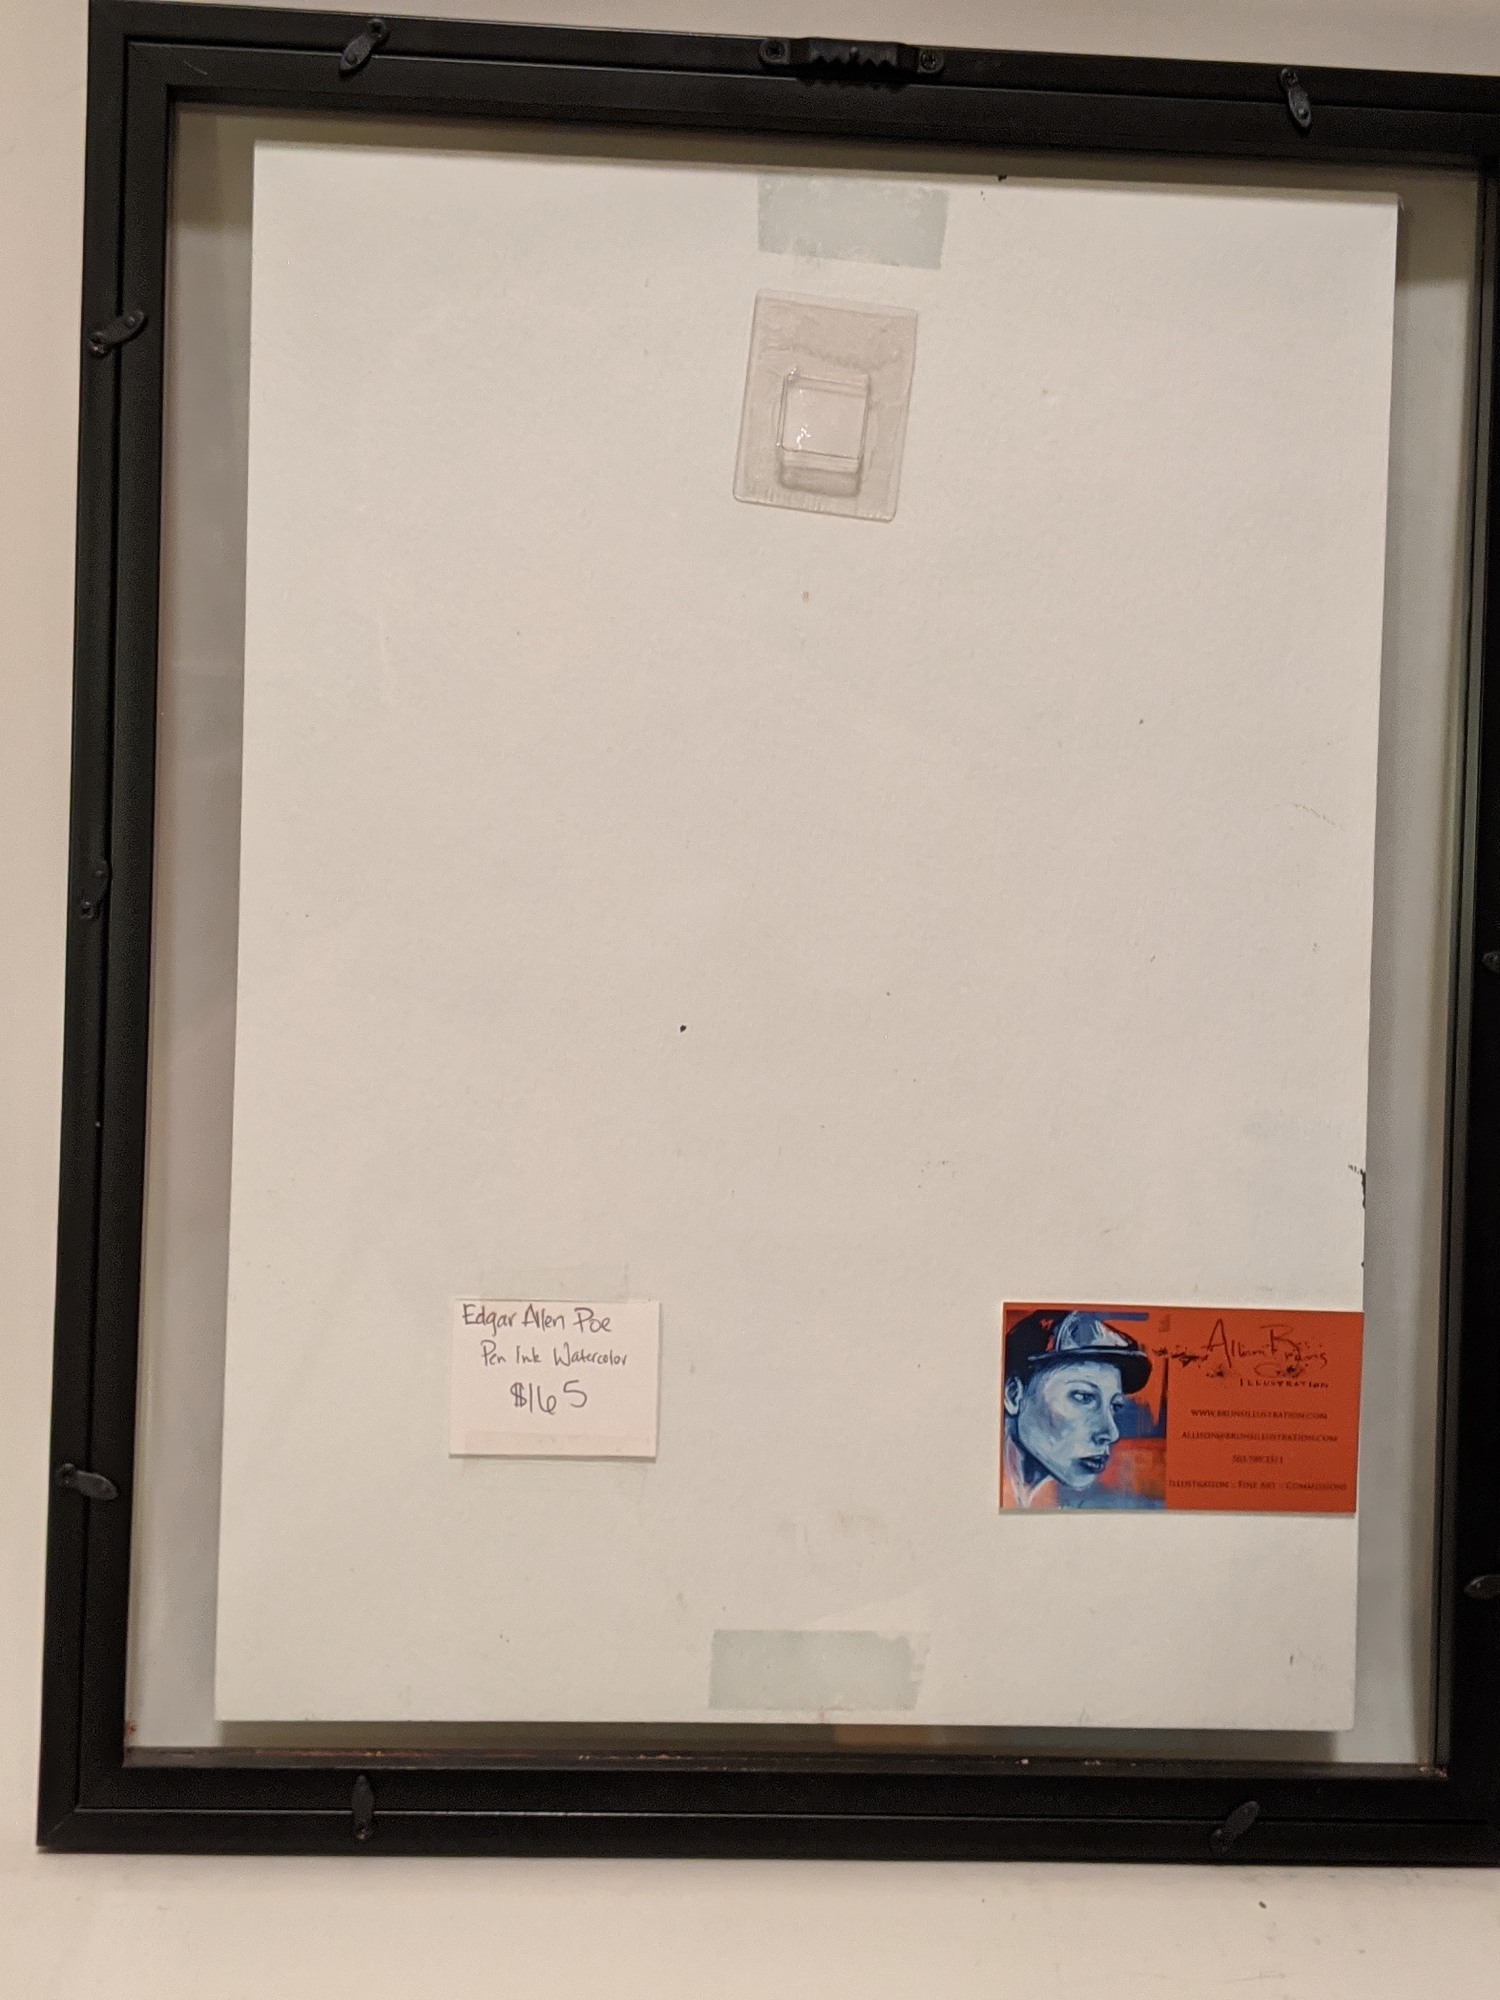 Edgar Allen Poe
Pen Ink Watercolor
$165
Allison Bruns
ILLUSTRATION
WWW.BRUNSILLUSTRATION.COM
ALLISON@BRUNSILLUSTRATION.COM
ILLUSTRATION :: FINE ART :: COMMISSIONS